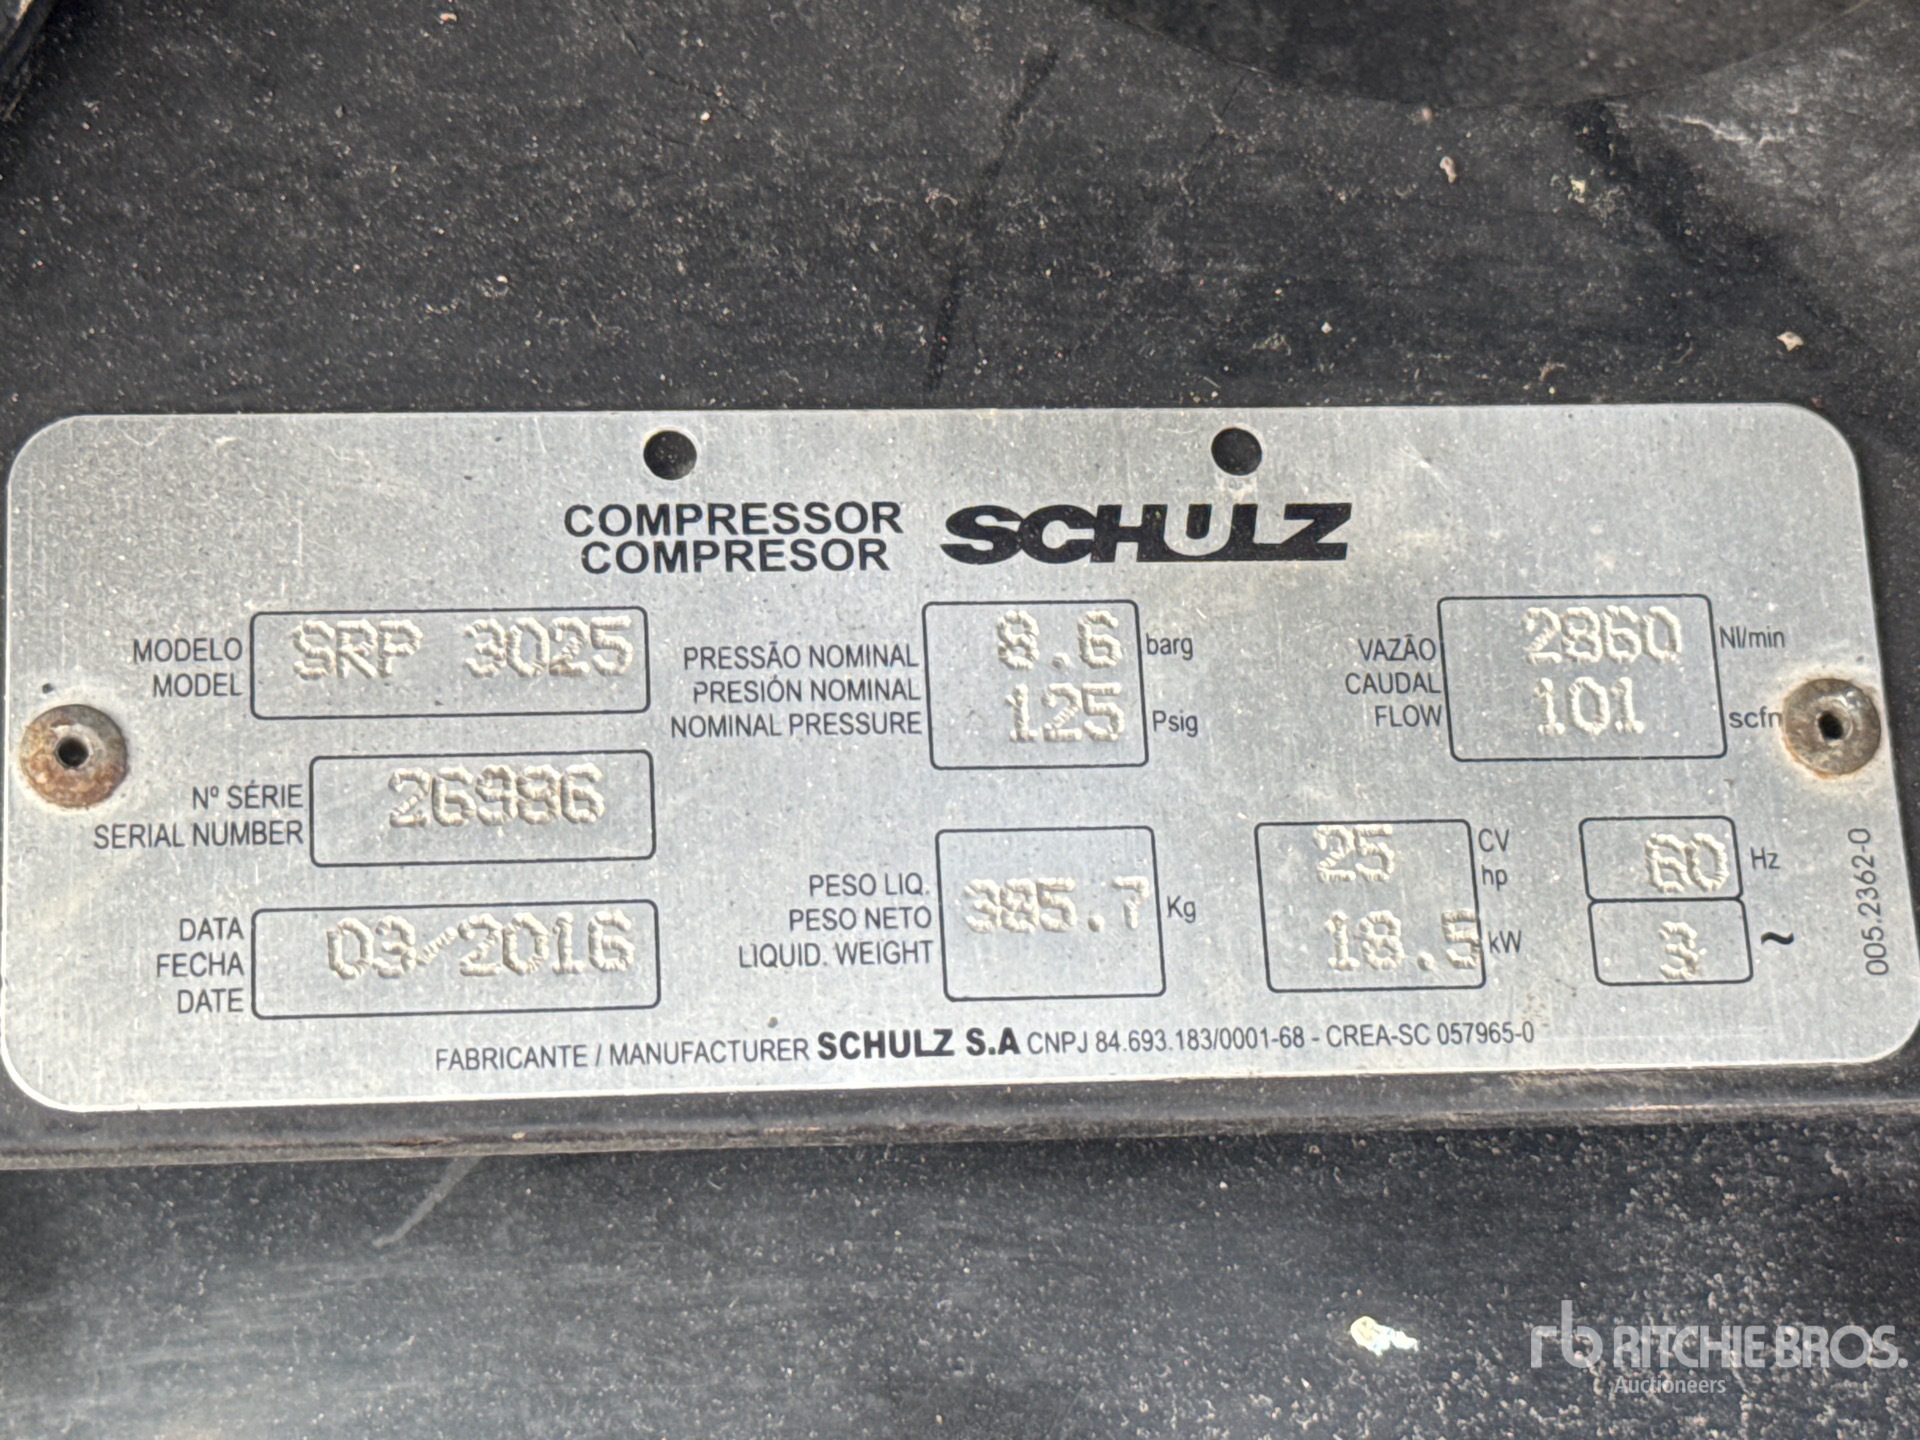 COMPRESSOR
COMPRESOR
SCHULZ
MODELO
MODEL
SRP 3025
PRESSÃO NOMINAL
PRESIÓN NOMINAL
NOMINAL PRESSURE
8.6 barg
125 Psig
VAZÃO
CAUDAL
FLOW
2860 Nl/min
101 scfm
Nº SÉRIE
SERIAL NUMBER
26986
DATA
FECHA
DATE
03/2016
PESO LIQ.
PESO NETO
LIQUID. WEIGHT
385.7 Kg
25 CV
hp
18.5 kW
60 Hz
3 ~
005.2362-0
FABRICANTE / MANUFACTURER SCHULZ S.A CNPJ 84.693.183/0001-68 - CREA-SC 057965-0
rb RITCHIE BROS.
Auctioneers